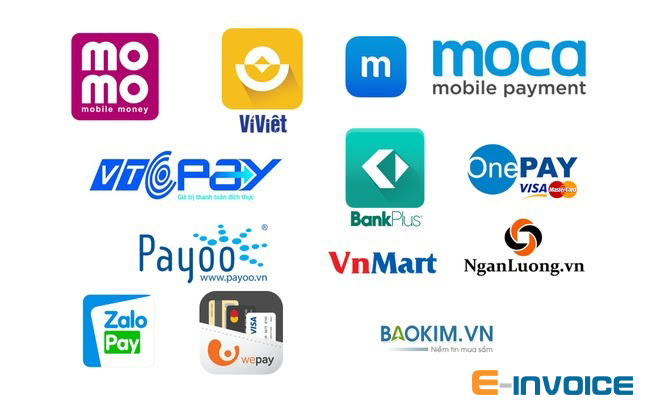 mo
mo
mobile money
VíViệt
m
moca
mobile payment
VTC Pay
Giá trị thanh toán đích thực
BankPlus
OnePAY
VISA MasterCard
Payoo®
www.payoo.vn
VnMart
NganLuong.vn
Zalo
Pay
VISA
wepay
BAOKIM.VN
Niềm tin mua sắm
E-INVOICE